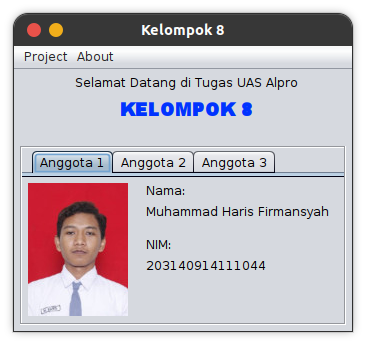 Kelompok 8
Project About
Selamat Datang di Tugas UAS Alpro
KELOMPOK 8
Anggota 1 Anggota 2 Anggota 3
Nama:
Muhammad Haris Firmansyah
NIM:
203140914111044